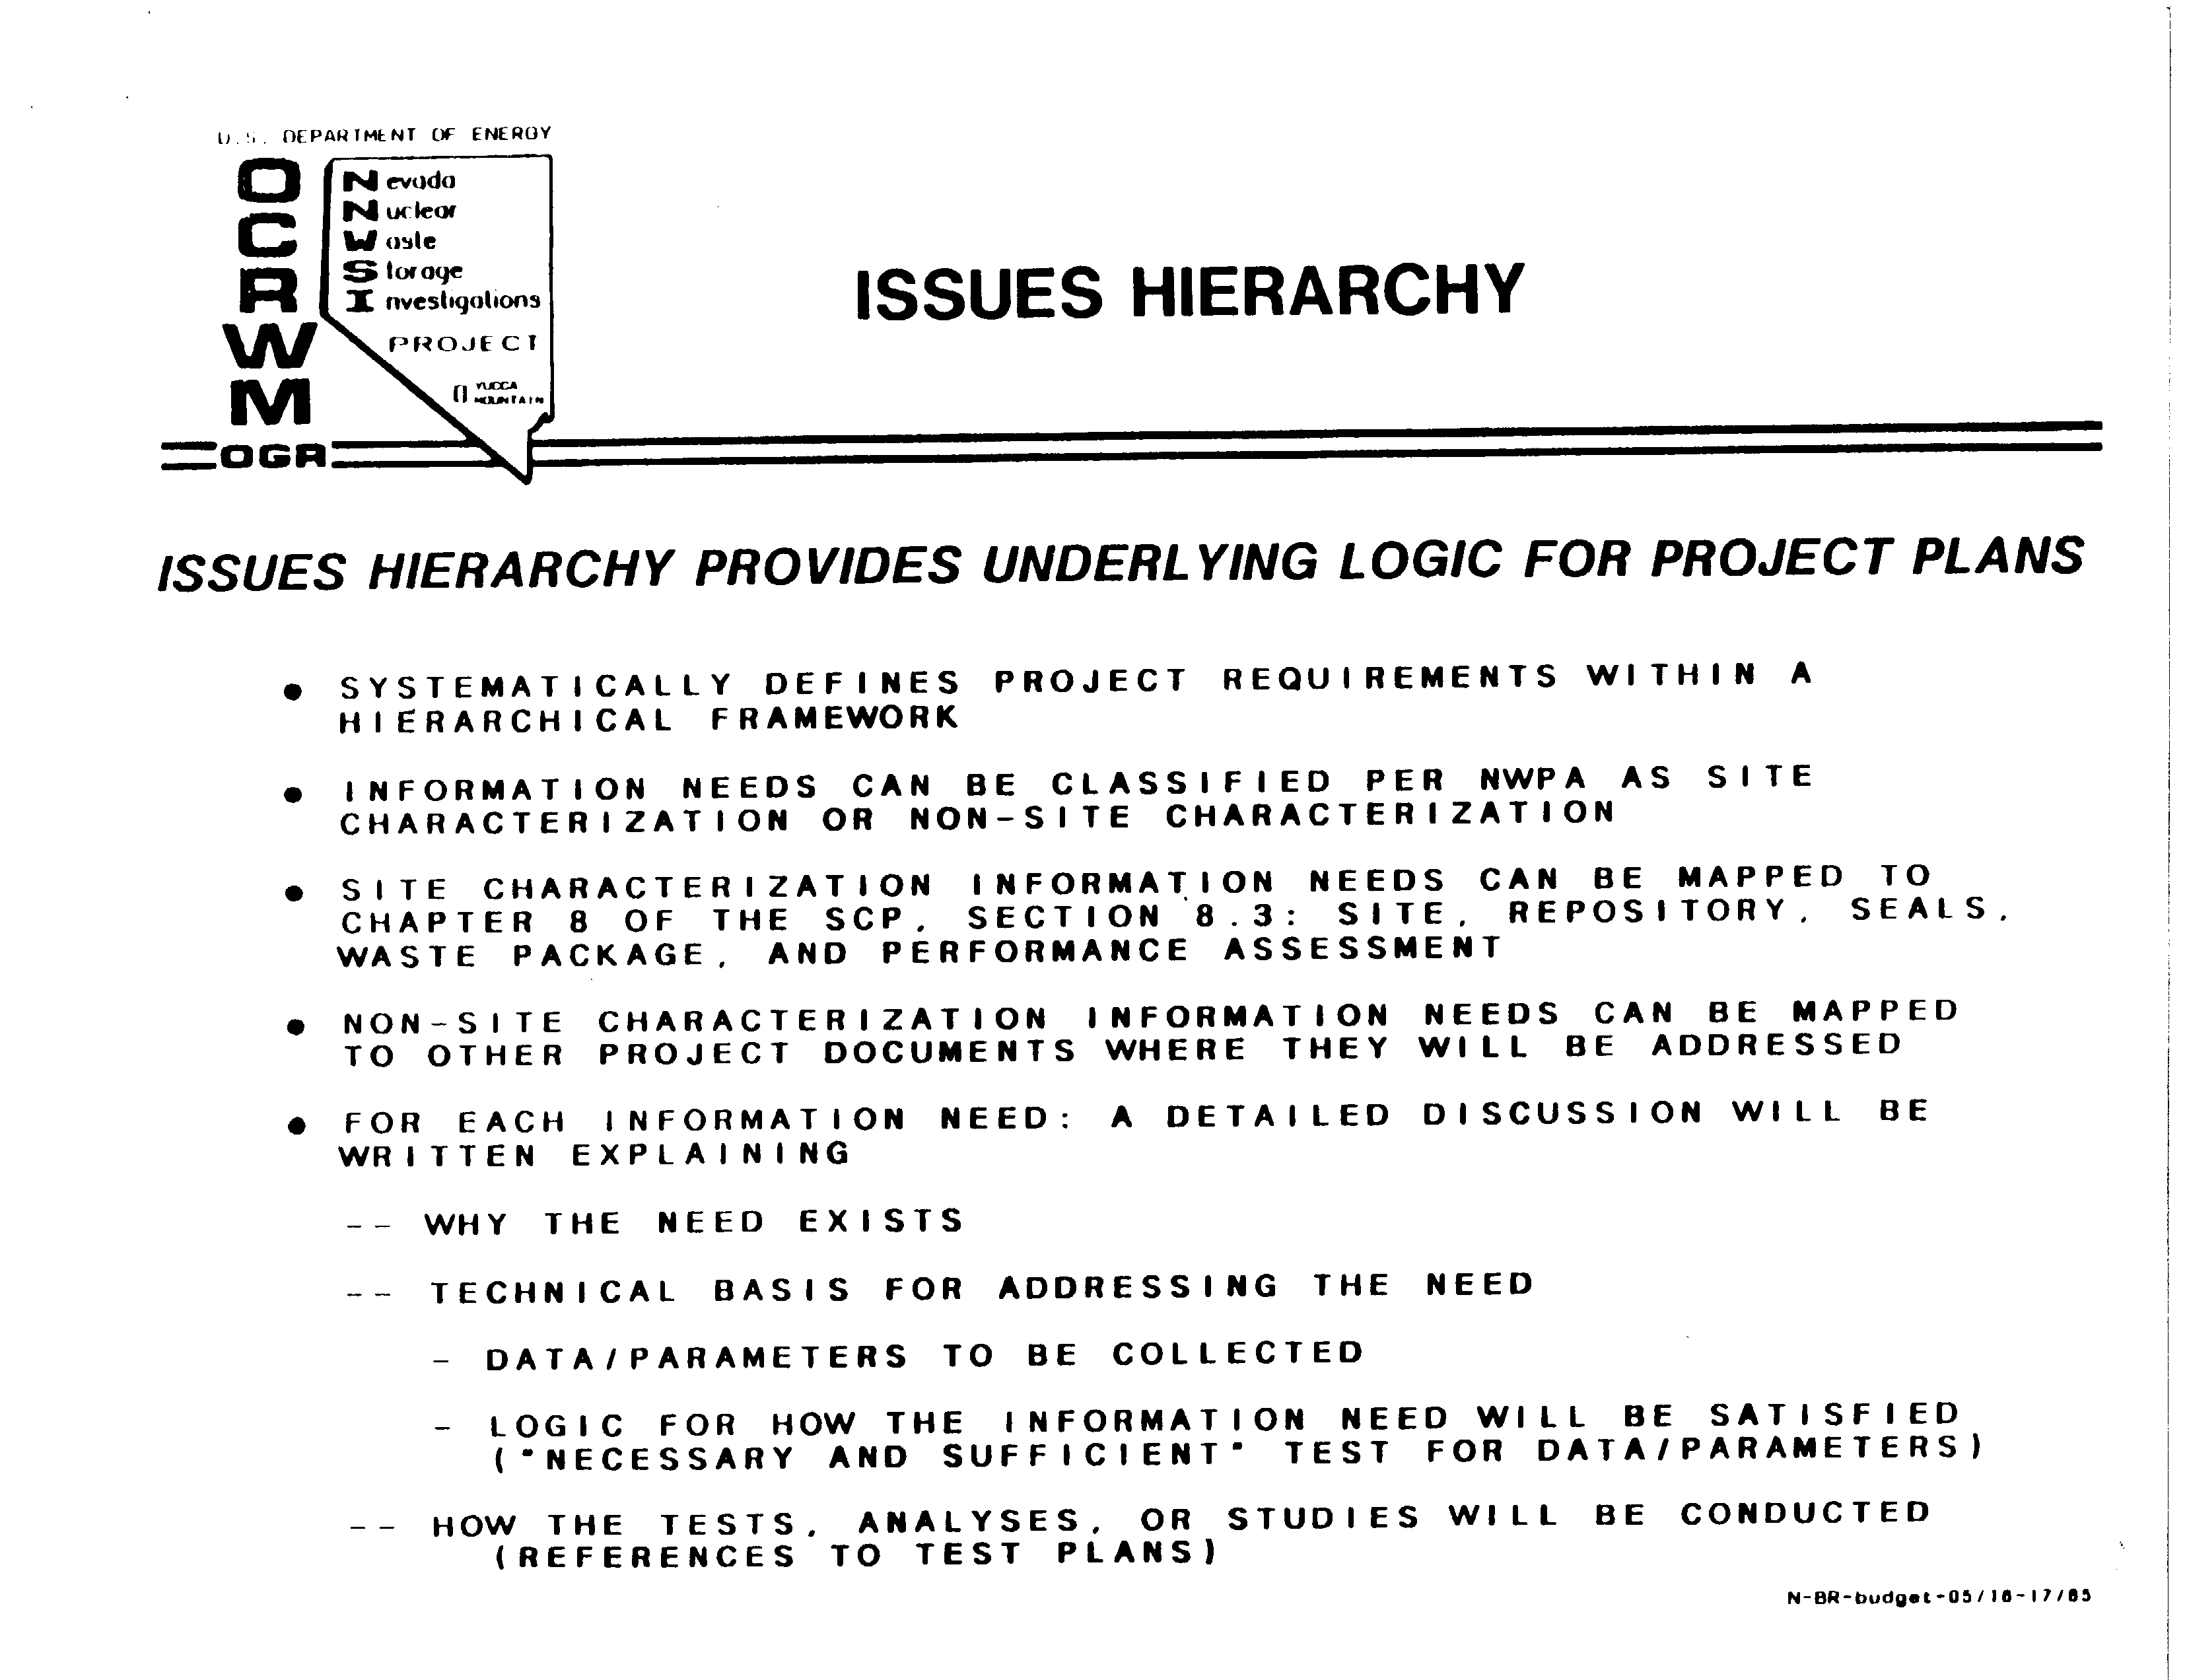 U.S. DEPARTMENT OF ENERGY
OCRWM
Nevada
Nuclear
Waste
Storage
Investigations
PROJECT
YUCCA
MOUNTAIN
OGR
ISSUES HIERARCHY
ISSUES HIERARCHY PROVIDES UNDERLYING LOGIC FOR PROJECT PLANS
● SYSTEMATICALLY DEFINES PROJECT REQUIREMENTS WITHIN A
HIERARCHICAL FRAMEWORK
● INFORMATION NEEDS CAN BE CLASSIFIED PER NWPA AS SITE
CHARACTERIZATION OR NON-SITE CHARACTERIZATION
● SITE CHARACTERIZATION INFORMATION NEEDS CAN BE MAPPED TO
CHAPTER 8 OF THE SCP, SECTION 8.3: SITE, REPOSITORY, SEALS,
WASTE PACKAGE, AND PERFORMANCE ASSESSMENT
● NON-SITE CHARACTERIZATION INFORMATION NEEDS CAN BE MAPPED
TO OTHER PROJECT DOCUMENTS WHERE THEY WILL BE ADDRESSED
● FOR EACH INFORMATION NEED: A DETAILED DISCUSSION WILL BE
WRITTEN EXPLAINING
-- WHY THE NEED EXISTS
-- TECHNICAL BASIS FOR ADDRESSING THE NEED
- DATA/PARAMETERS TO BE COLLECTED
- LOGIC FOR HOW THE INFORMATION NEED WILL BE SATISFIED
("NECESSARY AND SUFFICIENT" TEST FOR DATA/PARAMETERS)
-- HOW THE TESTS, ANALYSES, OR STUDIES WILL BE CONDUCTED
(REFERENCES TO TEST PLANS)
N-BR-budget-05/16-17/85